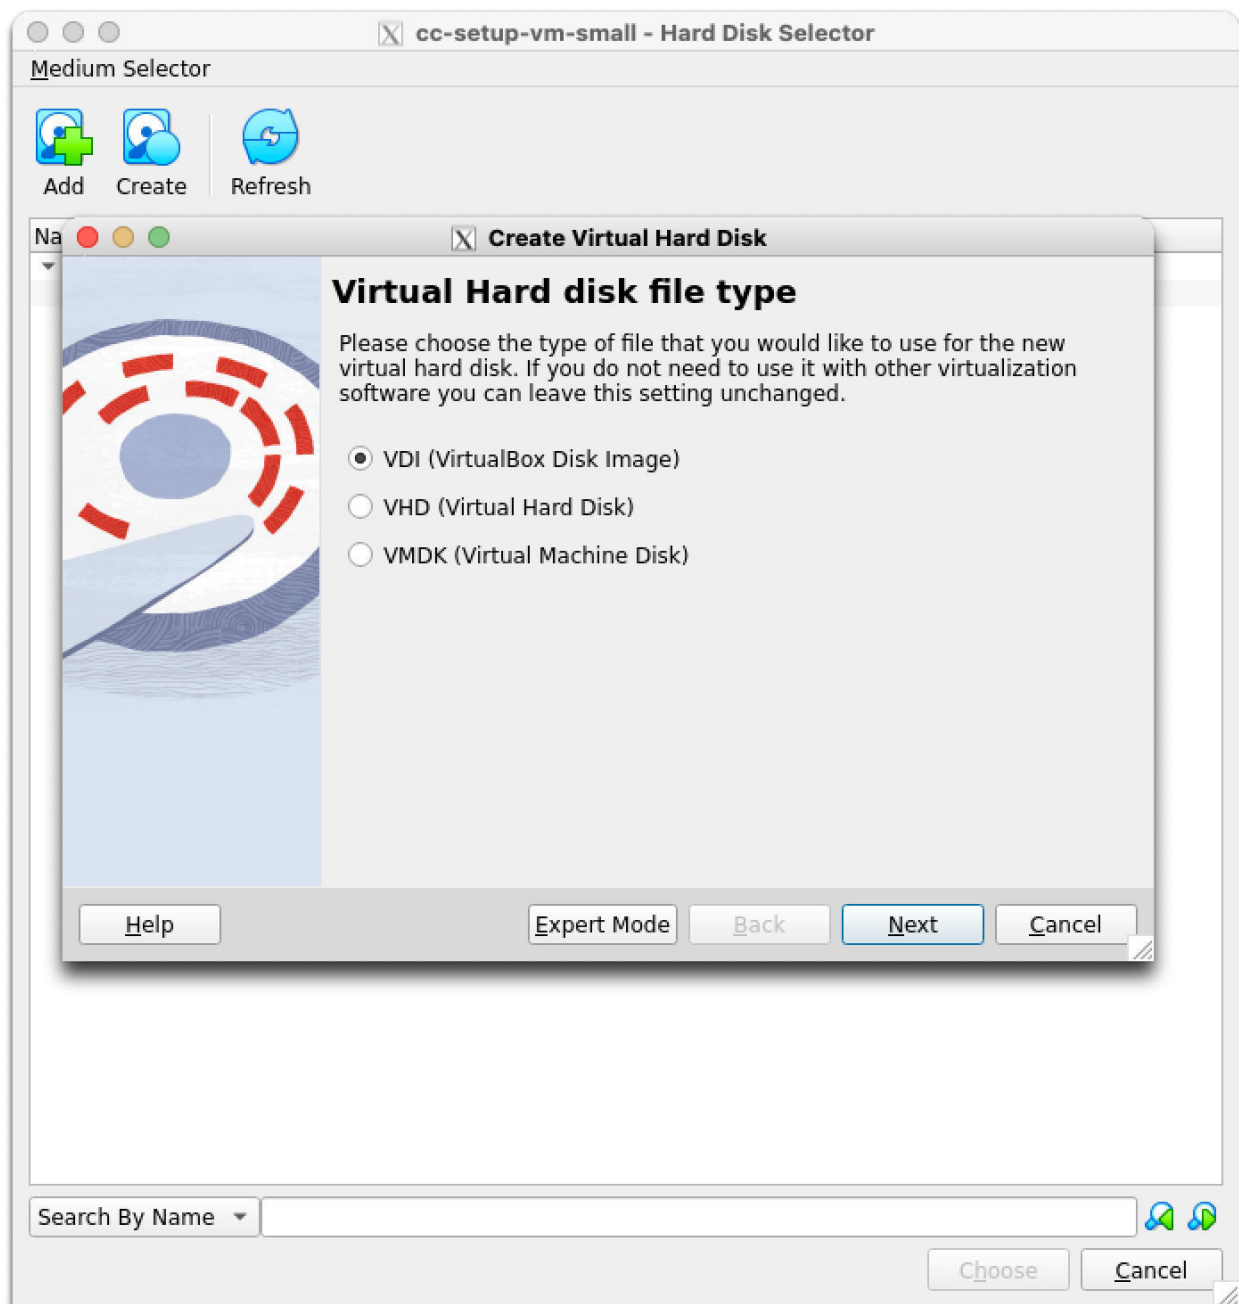 cc-setup-vm-small - Hard Disk Selector
Medium Selector
Add Create Refresh
Na
Create Virtual Hard Disk
Virtual Hard disk file type
Please choose the type of file that you would like to use for the new
virtual hard disk. If you do not need to use it with other virtualization
software you can leave this setting unchanged.
VDI (VirtualBox Disk Image)
VHD (Virtual Hard Disk)
VMDK (Virtual Machine Disk)
Help Expert Mode Back Next Cancel
Search By Name
Choose Cancel